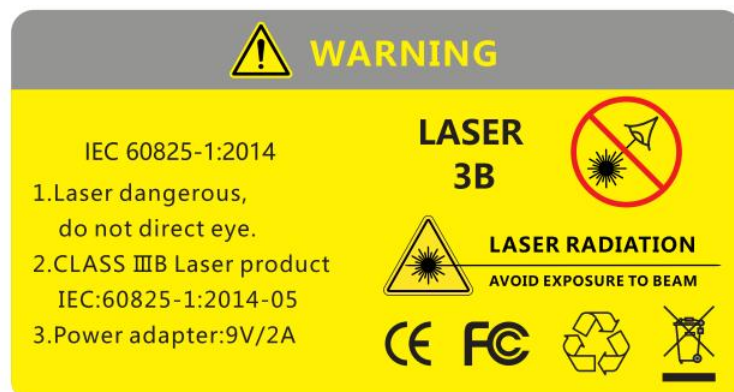 WARNING
IEC 60825-1:2014
1.Laser dangerous,
do not direct eye.
2.CLASS ⅢB Laser product
IEC:60825-1:2014-05
3.Power adapter:9V/2A
LASER
3B
LASER RADIATION
AVOID EXPOSURE TO BEAM
CE FC